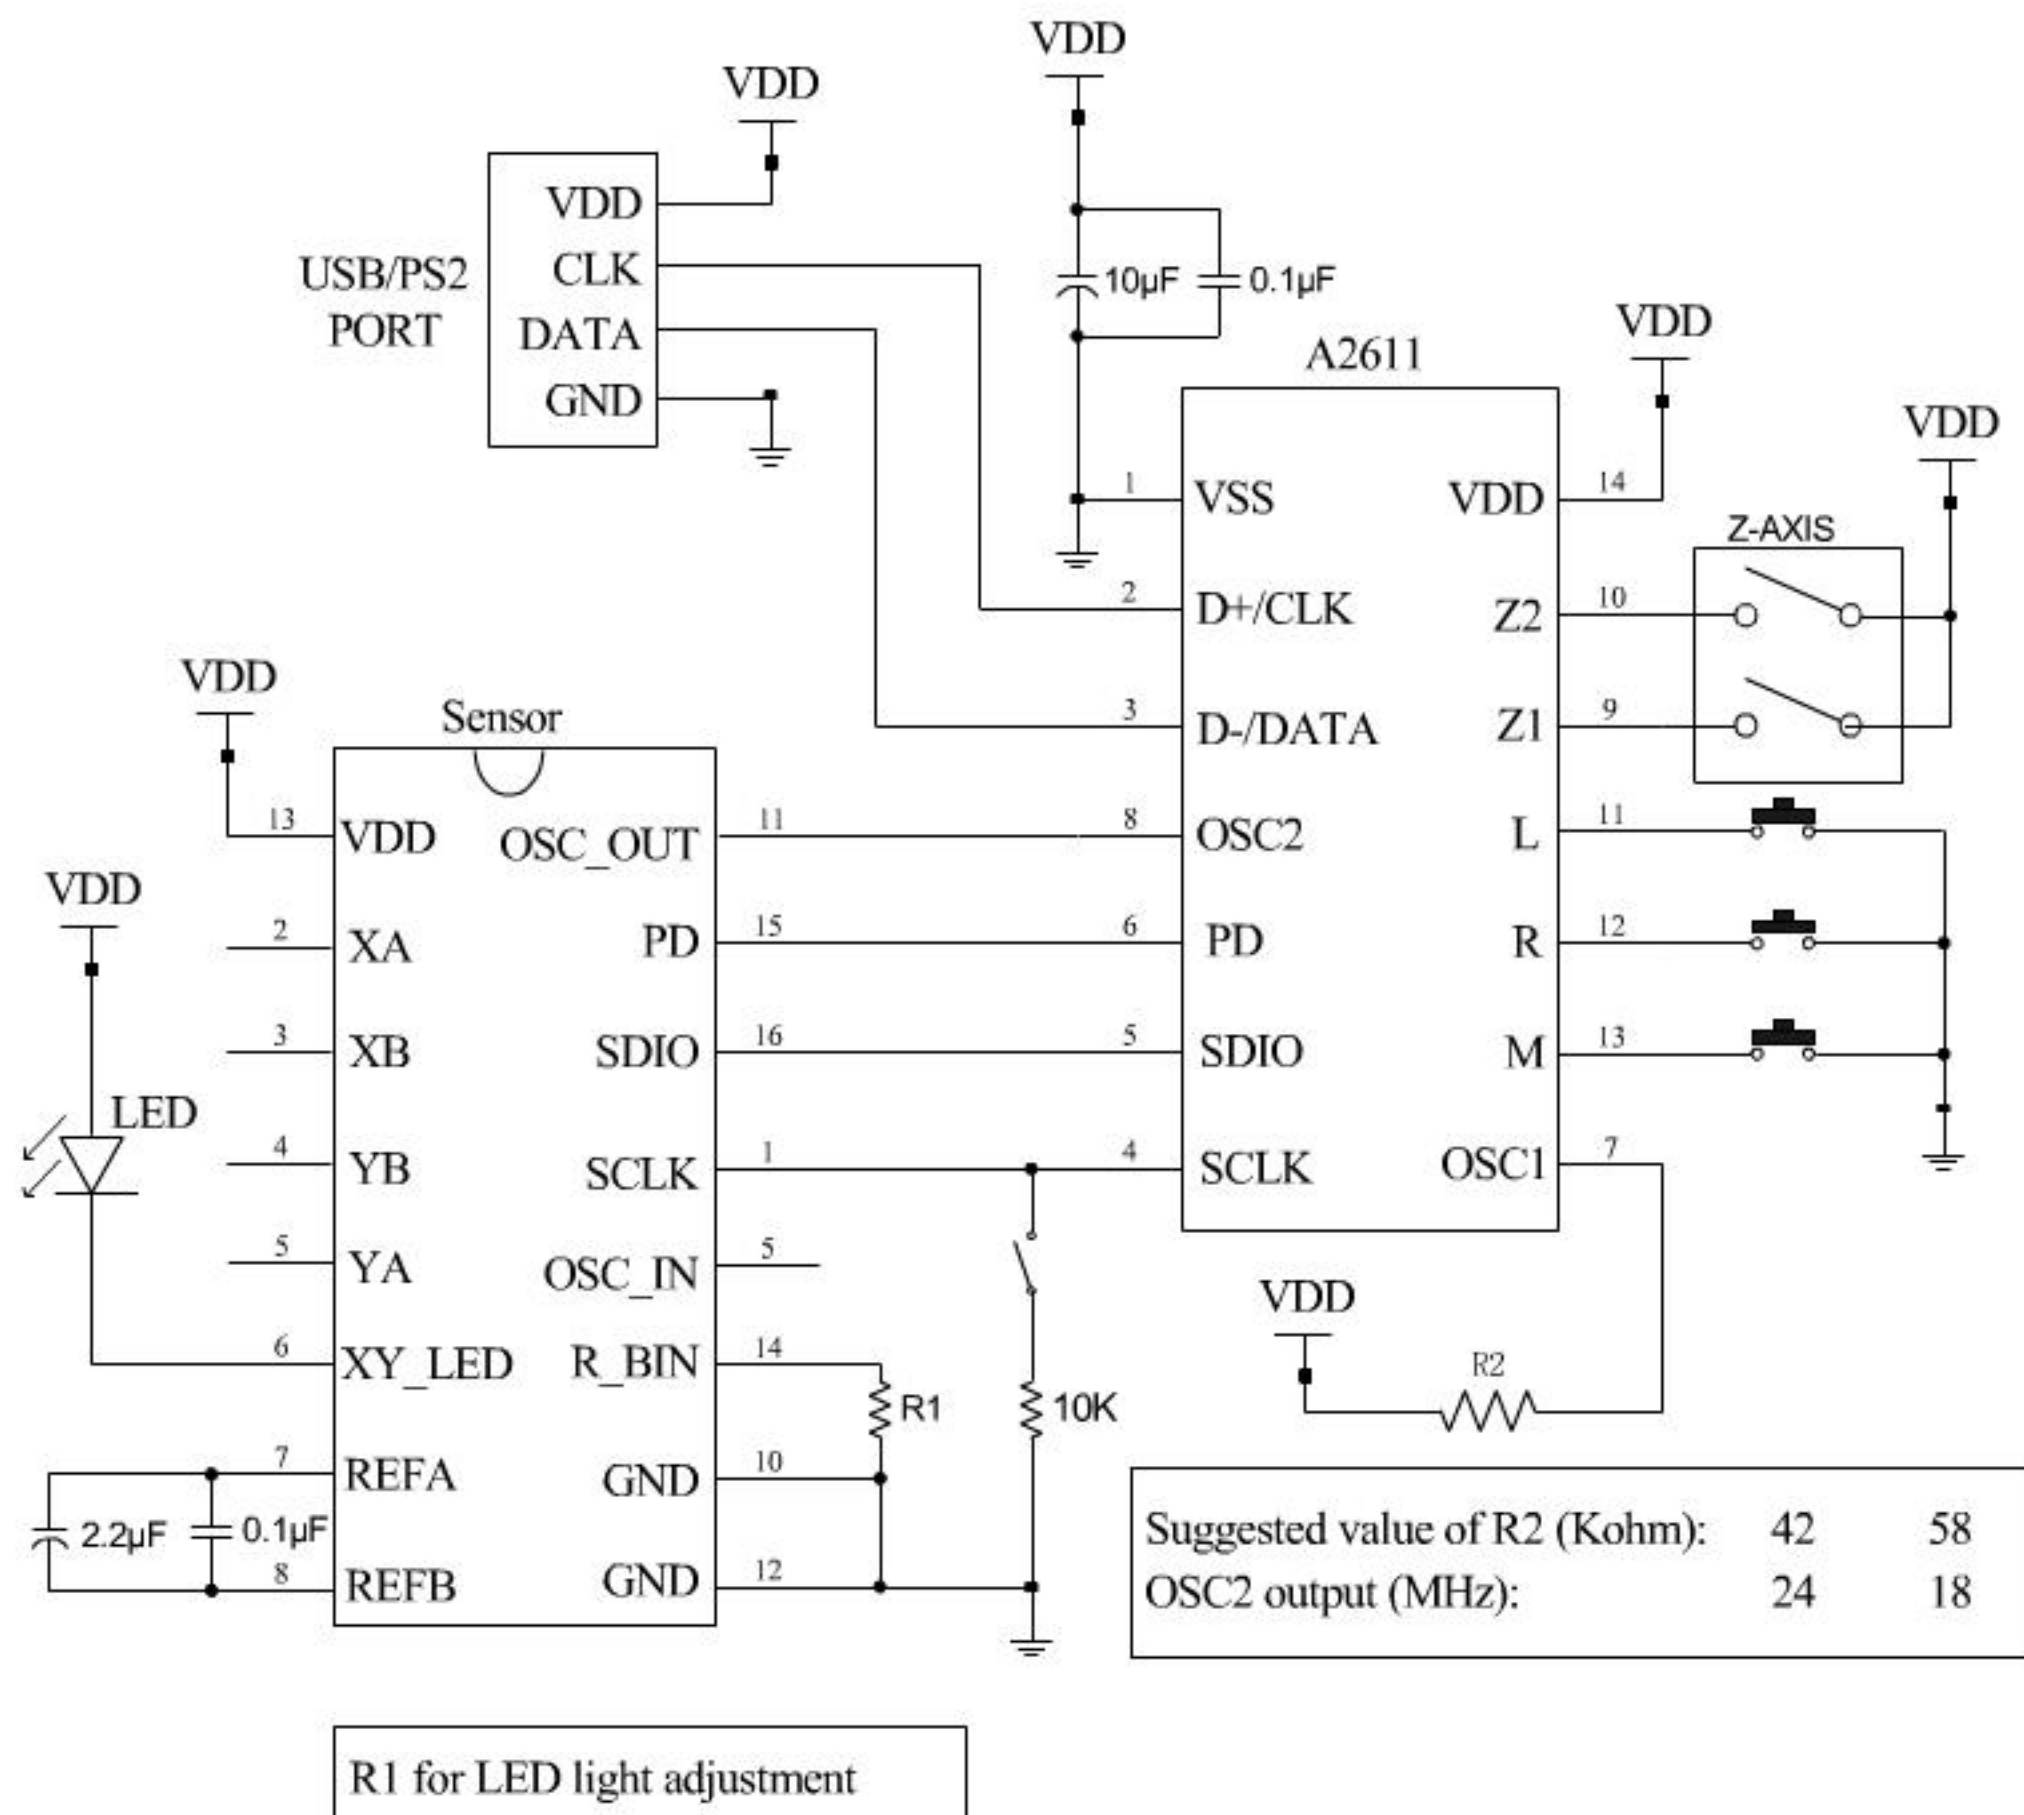 VDD
VDD
VDD
CLK
DATA
GND
USB/PS2
PORT
10µF
0.1µF
A2611
VDD
VDD
1
VSS
VDD
14
Z-AXIS
2
D+/CLK
Z2
10
3
D-/DATA
Z1
9
8
OSC2
L
11
6
PD
R
12
5
SDIO
M
13
4
SCLK
OSC1
7
VDD
Sensor
13
VDD
OSC_OUT
11
VDD
2
XA
PD
15
3
XB
SDIO
16
LED
4
YB
SCLK
1
5
YA
OSC_IN
5
6
XY_LED
R_BIN
14
R1
10K
7
REFA
GND
10
2.2µF
0.1µF
8
REFB
GND
12
VDD
R2
Suggested value of R2 (Kohm): 42 58
OSC2 output (MHz): 24 18
R1 for LED light adjustment